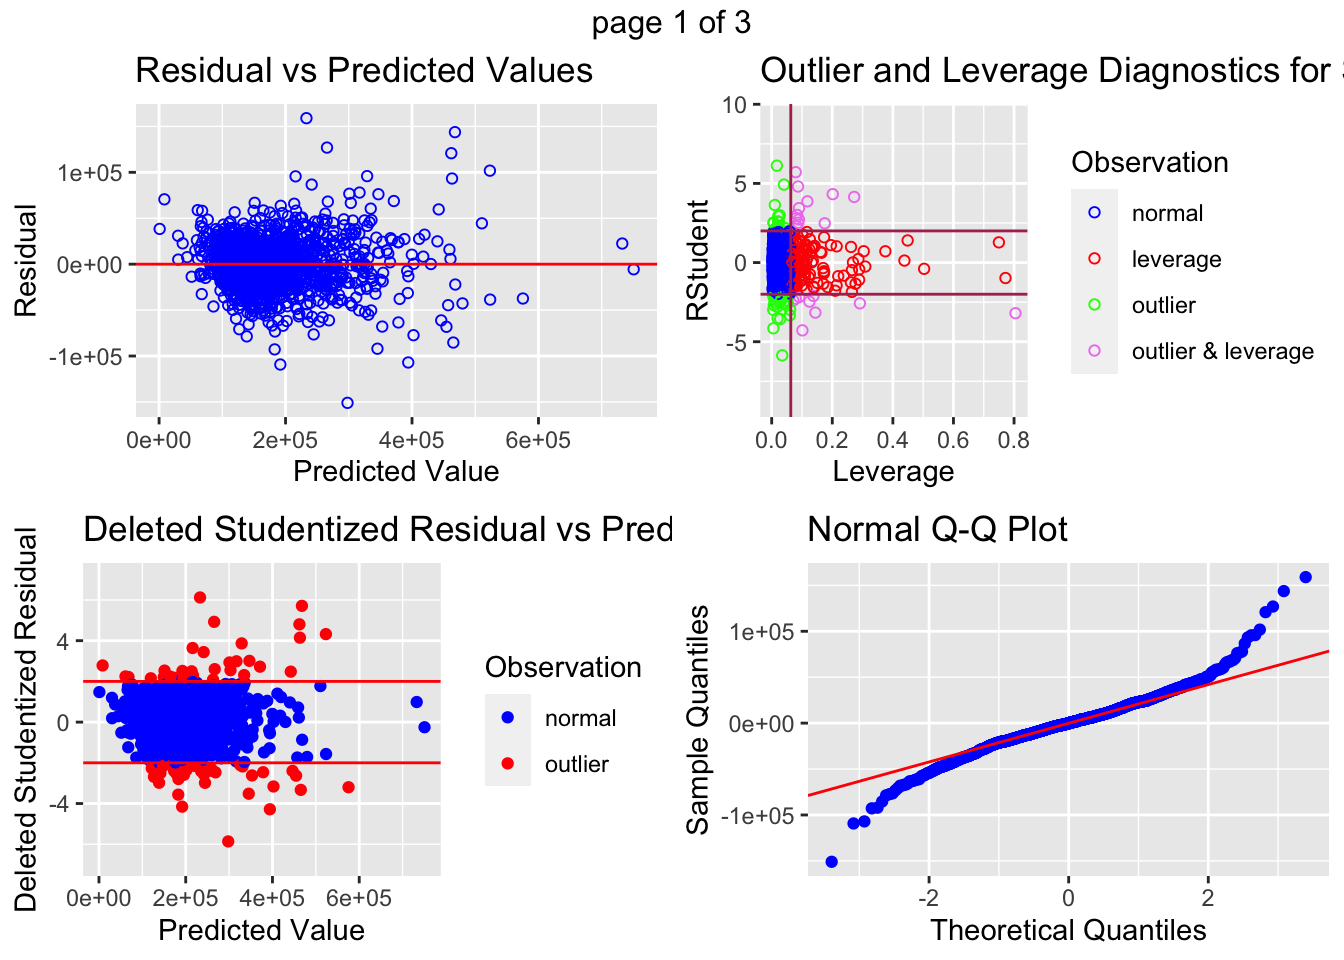 page 1 of 3
Residual vs Predicted Values
Residual
1e+05
0e+00
-1e+05
0e+00 2e+05 4e+05 6e+05
Predicted Value
Outlier and Leverage Diagnostics for
RStudent
10
5
0
-5
0.0 0.2 0.4 0.6 0.8
Leverage
Observation
normal
leverage
outlier
outlier & leverage
Deleted Studentized Residual vs Pred
Deleted Studentized Residual
4
0
-4
0e+00 2e+05 4e+05 6e+05
Predicted Value
Observation
normal
outlier
Normal Q-Q Plot
Sample Quantiles
1e+05
0e+00
-1e+05
-2 0 2
Theoretical Quantiles